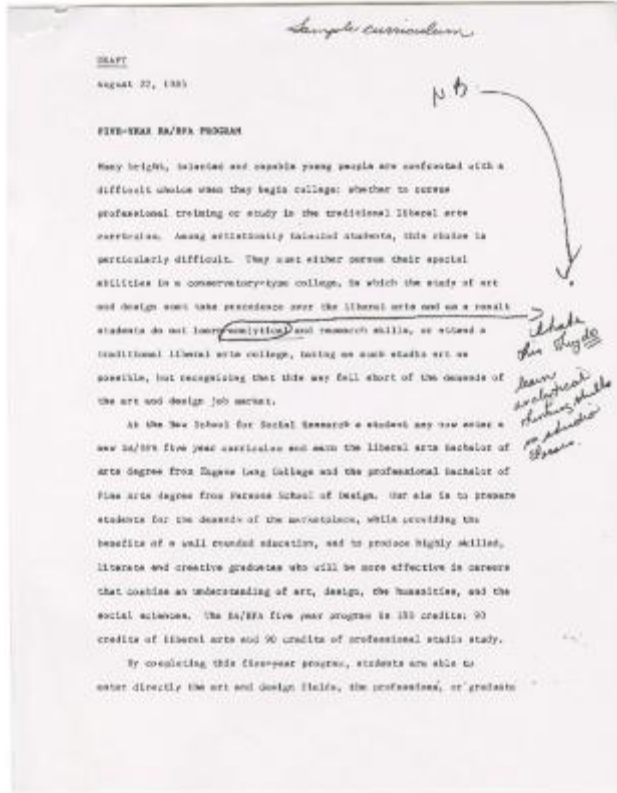 Sample curriculum
DRAFT
August 22, 1985
NB
FIVE-YEAR BA/BFA PROGRAM
Many bright, talented and capable young people are confronted with a
difficult choice when they begin college: whether to pursue
professional training or study in the traditional liberal arts
curriculum. Among artistically talented students, this choice is
particularly difficult. They must either pursue their special
abilities in a conservatory-type college, in which the study of art
and design must take precedence over the liberal arts and as a result
students do not learn analytical and research skills, or attend a
traditional liberal arts college, taking as much studio art as
possible, but recognizing that this may fall short of the demands of
the art and design job market.
I hate
this they do
learn
analytical
thinking skills
in studio
classes.
At the New School for Social Research a student may now enter a
new BA/BFA five year curriculum and earn the liberal arts Bachelor of
arts degree from Eugene Lang College and the professional Bachelor of
Fine arts degree from Parsons School of Design. Our aim is to prepare
students for the demands of the marketplace, while providing the
benefits of a well rounded education, and to produce highly skilled,
literate and creative graduates who will be more effective in careers
that combine an understanding of art, design, the humanities, and the
social sciences. The BA/BFA five year program is 180 credits: 90
credits of liberal arts and 90 credits of professional studio study.
By completing this five-year program, students are able to
enter directly the art and design fields, the professions, or graduate